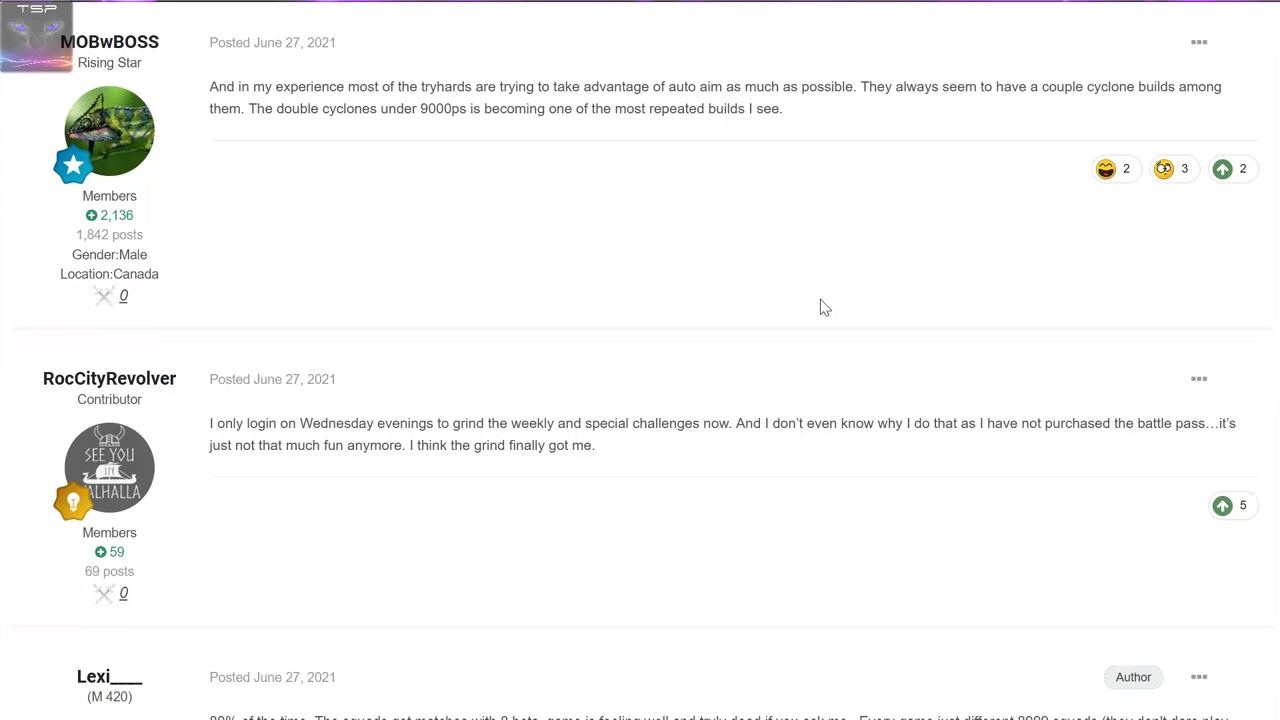 TSP
MOBwBOSS
Rising Star
Posted June 27, 2021
And in my experience most of the tryhards are trying to take advantage of auto aim as much as possible. They always seem to have a couple cyclone builds among
them. The double cyclones under 9000ps is becoming one of the most repeated builds I see.
2
3
2
Members
2,136
1,842 posts
Gender:Male
Location:Canada
0
RocCityRevolver
Contributor
Posted June 27, 2021
I only login on Wednesday evenings to grind the weekly and special challenges now. And I don't even know why I do that as I have not purchased the battle pass…it's
just not that much fun anymore. I think the grind finally got me.
SEE YOU
IN
VALHALLA
5
Members
59
69 posts
0
Lexi____
(M 420)
Posted June 27, 2021
Author